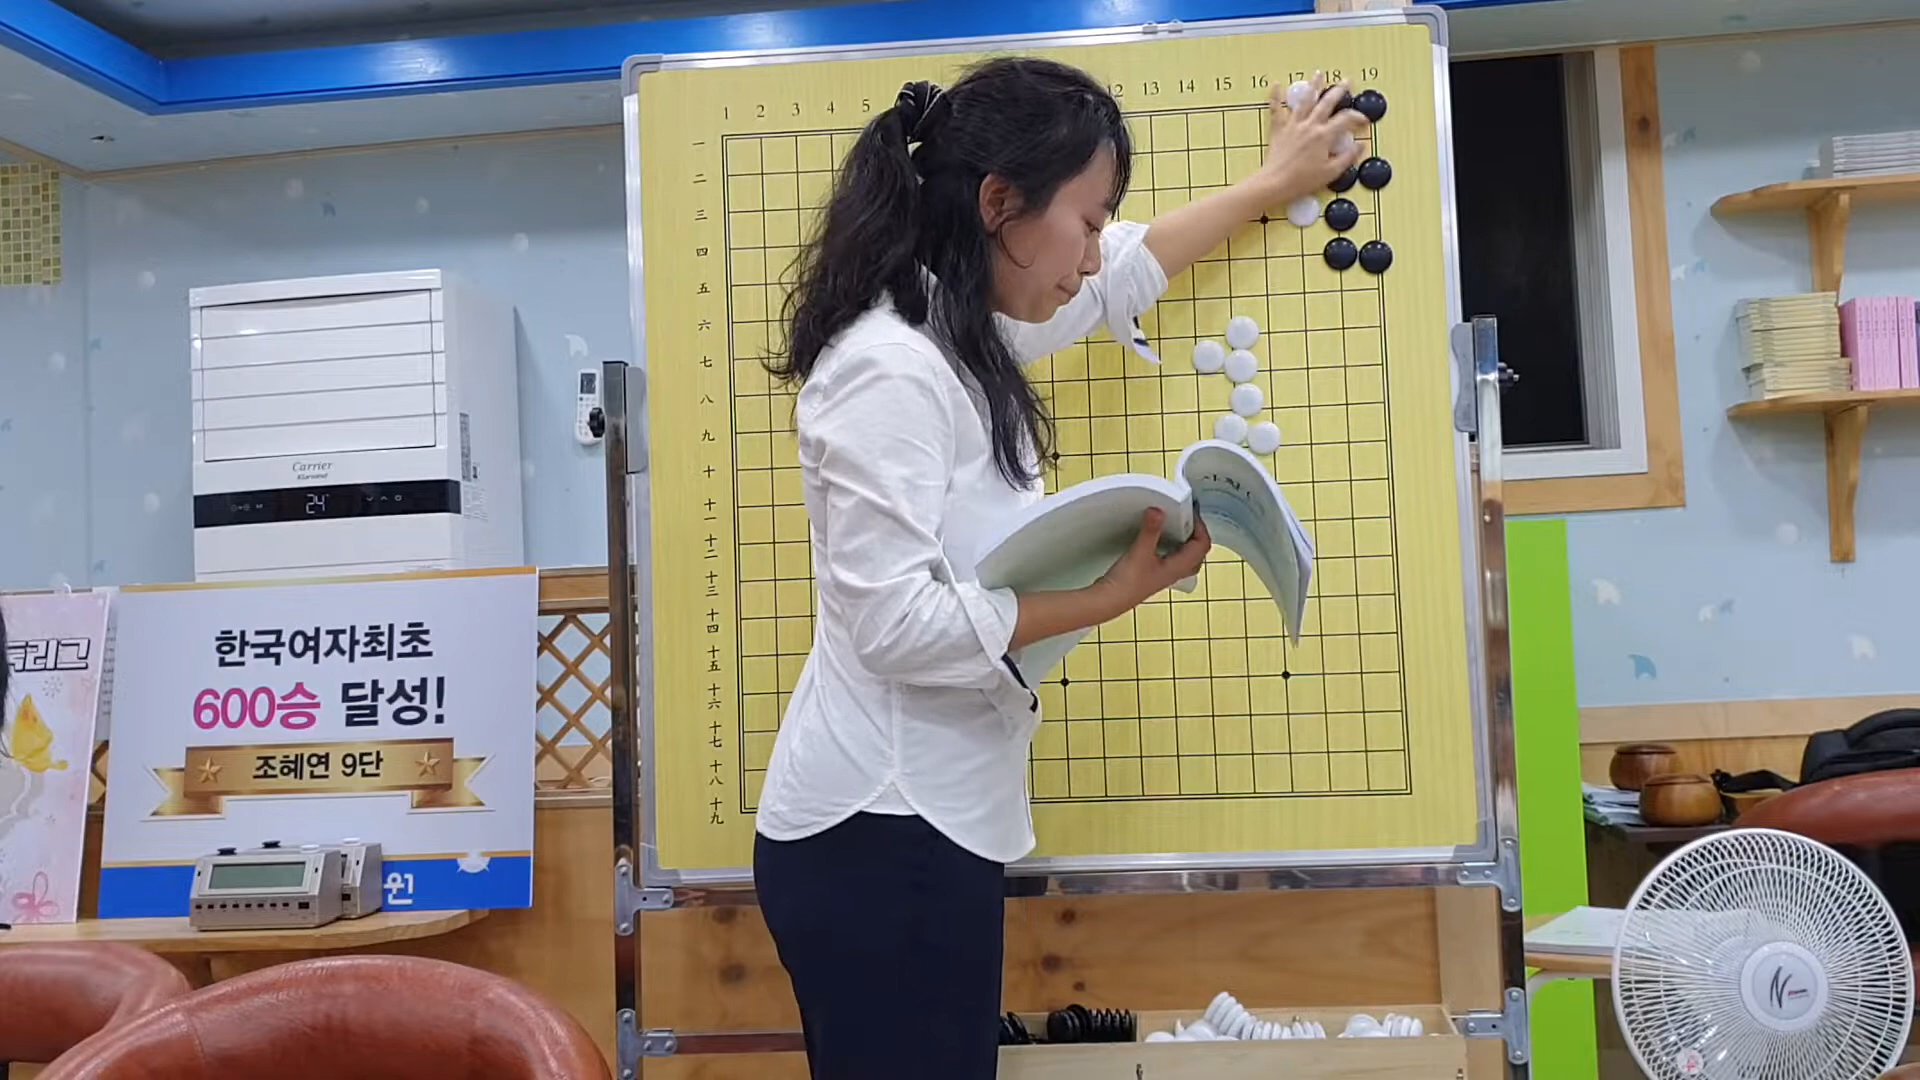 1 2 3 4 5 12 13 14 15 16 17 18 19
一
二
三
四
五
六
七
八
九
十
十一
十二
十三
十四
十五
十六
十七
十八
十九
Carrier
Klarwind
24
리그
한국여자최초
600승 달성!
조혜연 9단
원
N